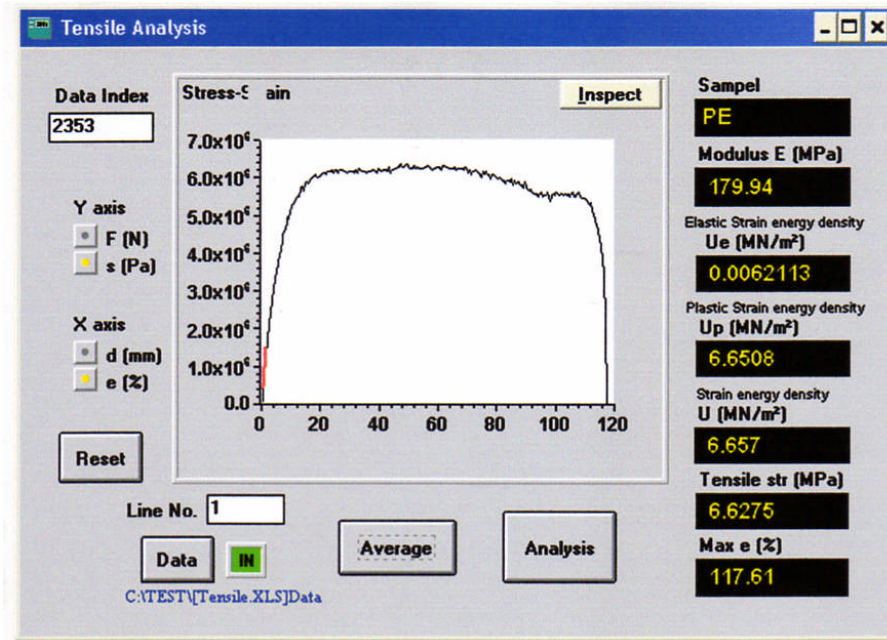 Tensile Analysis
Data Index
2353
Y axis
F (N)
s (Pa)
X axis
d (mm)
e (%)
Reset
Stress-S ain
Inspect
7.0x10⁶
6.0x10⁶
5.0x10⁶
4.0x10⁶
3.0x10⁶
2.0x10⁶
1.0x10⁶
0.0
0 20 40 60 80 100 120
Line No. 1
Data
IN
Average
Analysis
C:\TEST\[Tensile.XLS]Data
Sampel
PE
Modulus E (MPa)
179.94
Elastic Strain energy density
Ue (MN/m²)
0.0062113
Plastic Strain energy density
Up (MN/m²)
6.6508
Strain energy density
U (MN/m²)
6.657
Tensile str (MPa)
6.6275
Max e (%)
117.61